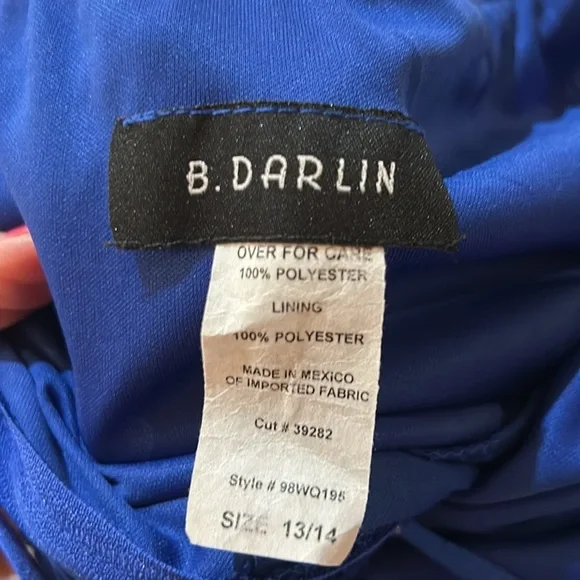 B. DARLIN
OVER FOR CARE
100% POLYESTER
LINING
100% POLYESTER
MADE IN MEXICO
OF IMPORTED FABRIC
Cut # 39282
Style # 98WQ195
SIZE 13/14